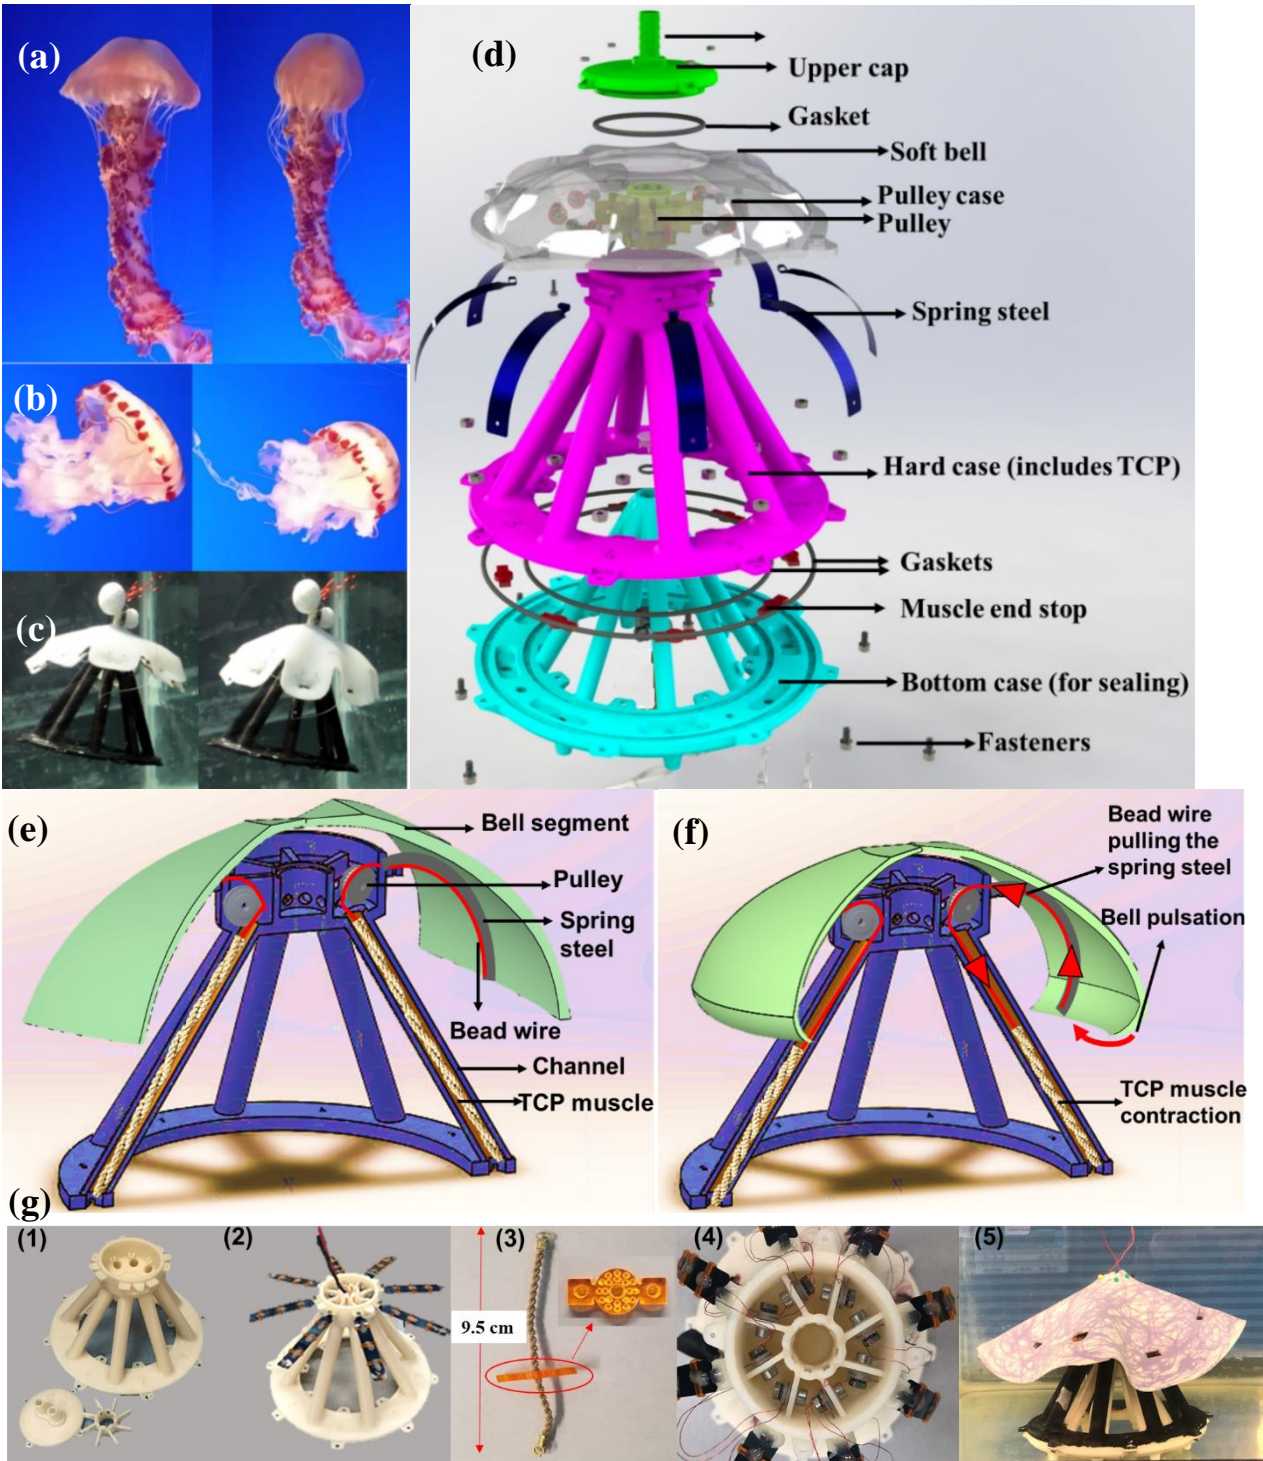 (a)
(b)
(c)
(d)
Upper cap
Gasket
Soft bell
Pulley case
Pulley
Spring steel
Hard case (includes TCP)
Gaskets
Muscle end stop
Bottom case (for sealing)
Fasteners
(e)
Bell segment
Pulley
Spring
steel
Bead wire
Channel
TCP muscle
(f)
Bead wire
pulling the
spring steel
Bell pulsation
TCP muscle
contraction
(g)
(1)
(2)
(3)
9.5 cm
(4)
(5)